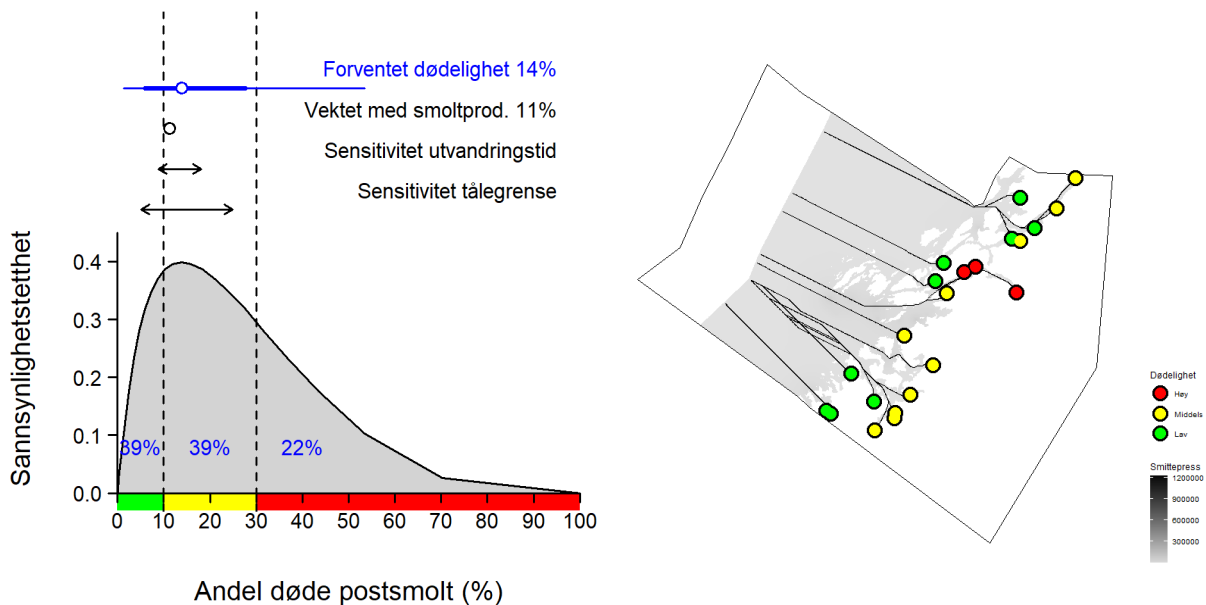 Forventet dødelighet 14%
Vektet med smoltprod. 11%
Sensitivitet utvandringstid
Sensitivitet tålegrense
Sannsynlighetstetthet
0.4
0.3
0.2
0.1
0.0
39%
39%
22%
0
10
20
30
40
50
60
70
80
90
100
Andel døde postsmolt (%)
Dødelighet
Høy
Middels
Lav
Smittepress
1200000
900000
600000
300000